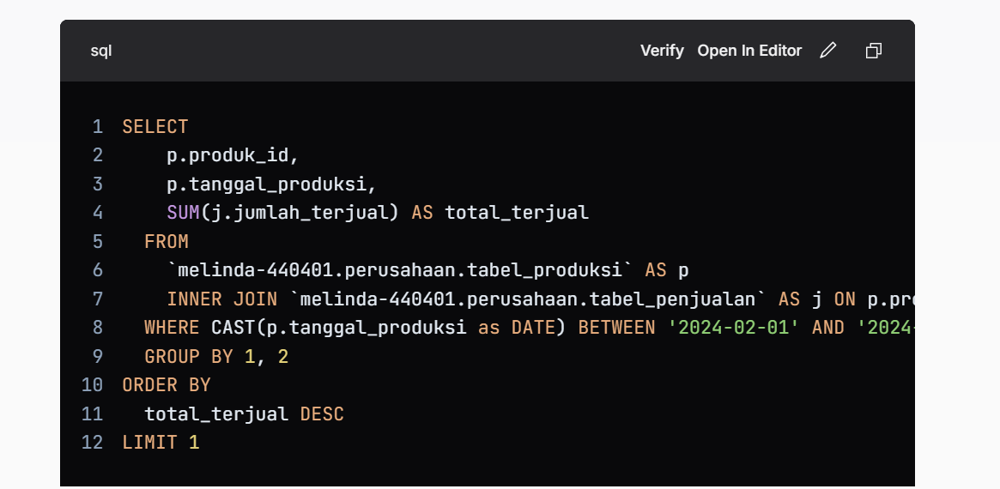 sql
Verify Open In Editor
1 SELECT
2 p.produk_id,
3 p.tanggal_produksi,
4 SUM(j.jumlah_terjual) AS total_terjual
5 FROM
6 `melinda-440401.perusahaan.tabel_produksi` AS p
7 INNER JOIN `melinda-440401.perusahaan.tabel_penjualan` AS j ON
8 WHERE CAST(p.tanggal_produksi as DATE) BETWEEN '2024-02-01' AND '2024-
9 GROUP BY 1, 2
10 ORDER BY
11 total_terjual DESC
12 LIMIT 1